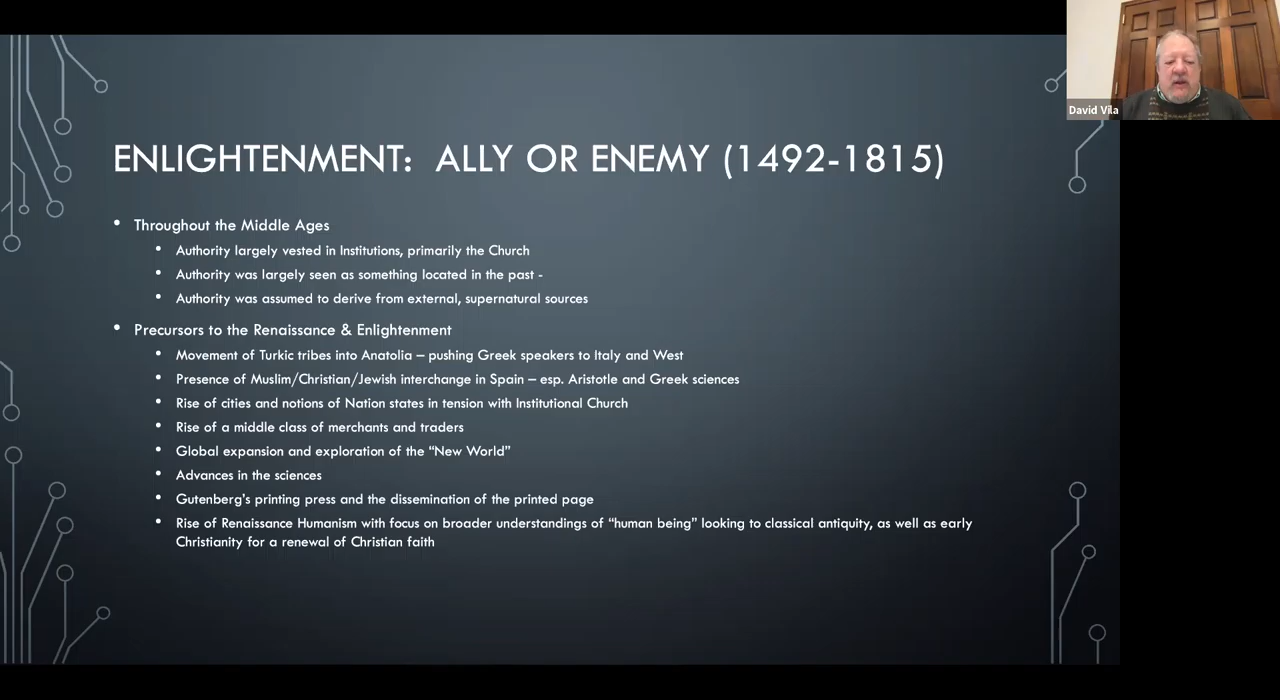 David Vila
ENLIGHTENMENT: ALLY OR ENEMY (1492-1815)
• Throughout the Middle Ages
• Authority largely vested in Institutions, primarily the Church
• Authority was largely seen as something located in the past -
• Authority was assumed to derive from external, supernatural sources
• Precursors to the Renaissance & Enlightenment
• Movement of Turkic tribes into Anatolia – pushing Greek speakers to Italy and West
• Presence of Muslim/Christian/Jewish interchange in Spain – esp. Aristotle and Greek sciences
• Rise of cities and notions of Nation states in tension with Institutional Church
• Rise of a middle class of merchants and traders
• Global expansion and exploration of the “New World”
• Advances in the sciences
• Gutenberg’s printing press and the dissemination of the printed page
• Rise of Renaissance Humanism with focus on broader understandings of “human being” looking to classical antiquity, as well as early
Christianity for a renewal of Christian faith